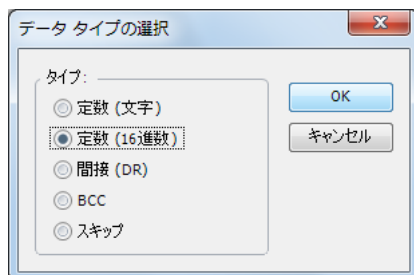 データ タイプの選択
タイプ:
定数 (文字)
定数 (16進数)
間接 (DR)
BCC
スキップ
OK
キャンセル